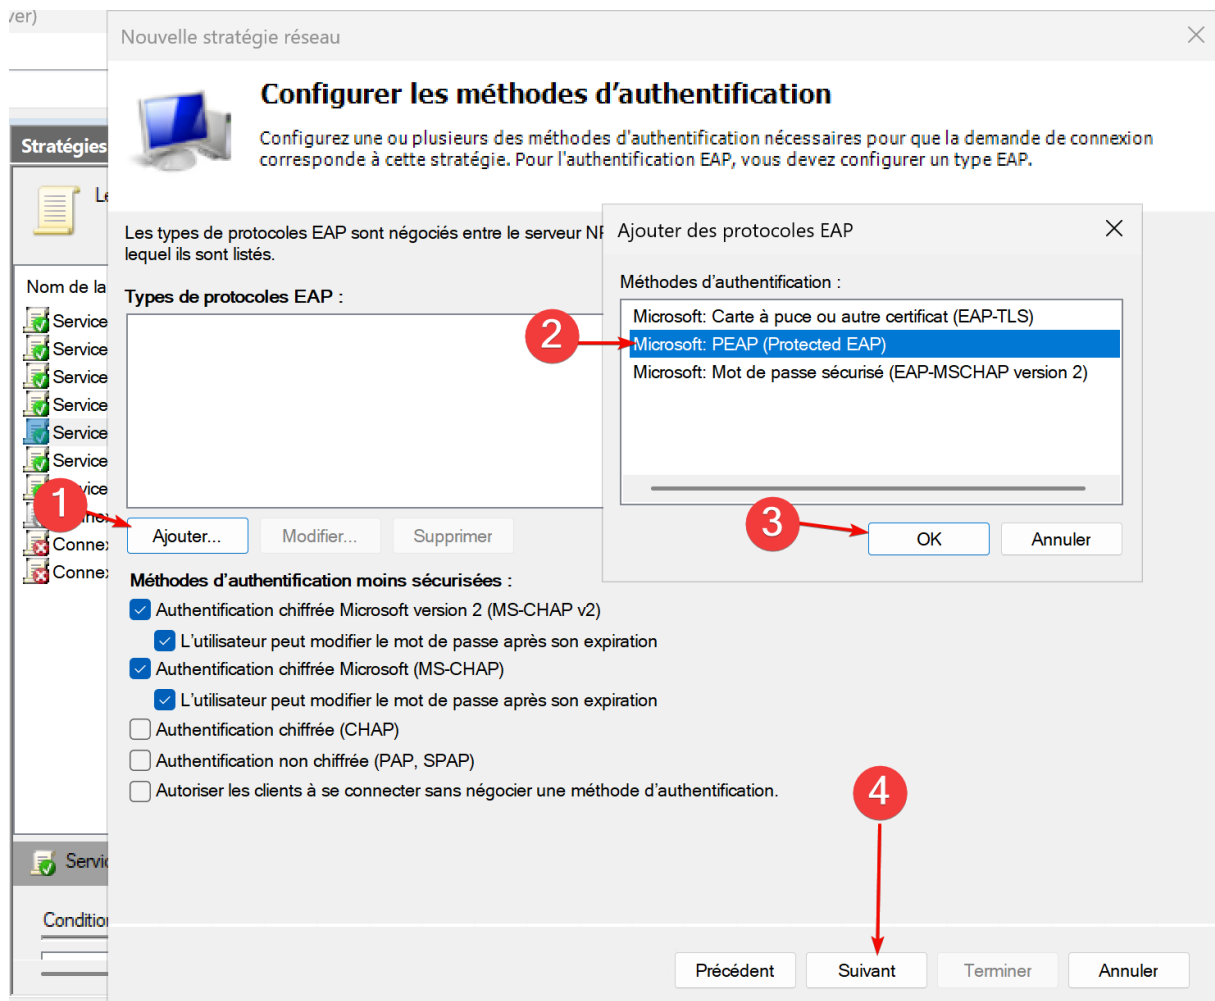 ver)
Nouvelle stratégie réseau
Configurer les méthodes d'authentification
Configurez une ou plusieurs des méthodes d'authentification nécessaires pour que la demande de connexion
corresponde à cette stratégie. Pour l'authentification EAP, vous devez configurer un type EAP.
Stratégies
Le
Les types de protocoles EAP sont négociés entre le serveur NP
lequel ils sont listés.
Types de protocoles EAP :
Nom de la
Service
Service
Service
Service
Service
Service
vice
Connex
Connex
Ajouter des protocoles EAP
Méthodes d'authentification :
Microsoft: Carte à puce ou autre certificat (EAP-TLS)
2
Microsoft: PEAP (Protected EAP)
Microsoft: Mot de passe sécurisé (EAP-MSCHAP version 2)
3
OK
Annuler
1
Ajouter...
Modifier...
Supprimer
Méthodes d'authentification moins sécurisées :
Authentification chiffrée Microsoft version 2 (MS-CHAP v2)
L'utilisateur peut modifier le mot de passe après son expiration
Authentification chiffrée Microsoft (MS-CHAP)
L'utilisateur peut modifier le mot de passe après son expiration
Authentification chiffrée (CHAP)
Authentification non chiffrée (PAP, SPAP)
Autoriser les clients à se connecter sans négocier une méthode d'authentification.
4
Servic
Condition
Précédent
Suivant
Terminer
Annuler